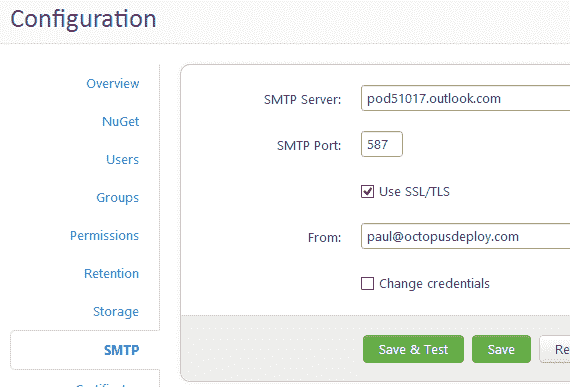 Configuration
Overview
NuGet
Users
Groups
Permissions
Retention
Storage
SMTP
SMTP Server: pod51017.outlook.com
SMTP Port: 587
Use SSL/TLS
From: paul@octopusdeploy.com
Change credentials
Save & Test Save Re